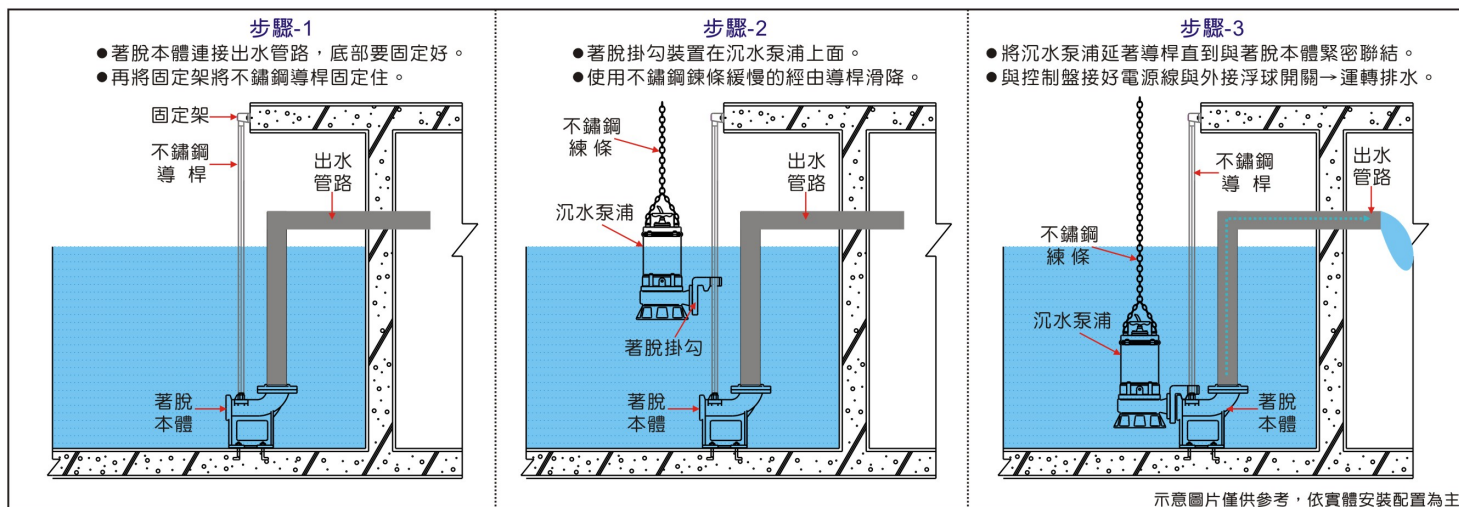 步驟-1
●著脫本體連接出水管路，底部要固定好。
●再將固定架將不鏽鋼導桿固定住。
固定架
不鏽鋼
導 桿
出水
管路
著脫
本體
步驟-2
●著脫掛勾裝置在沉水泵浦上面。
●使用不鏽鋼鍊條緩慢的經由導桿滑降。
不鏽鋼
練 條
出水
管路
沉水泵浦
著脫掛勾
著脫
本體
步驟-3
●將沉水泵浦延著導桿直到與著脫本體緊密聯結。
●與控制盤接好電源線與外接浮球開關→運轉排水。
不鏽鋼
導 桿
出水
管路
不鏽鋼
練 條
沉水泵浦
著脫
本體
示意圖片僅供參考，依實體安裝配置為主